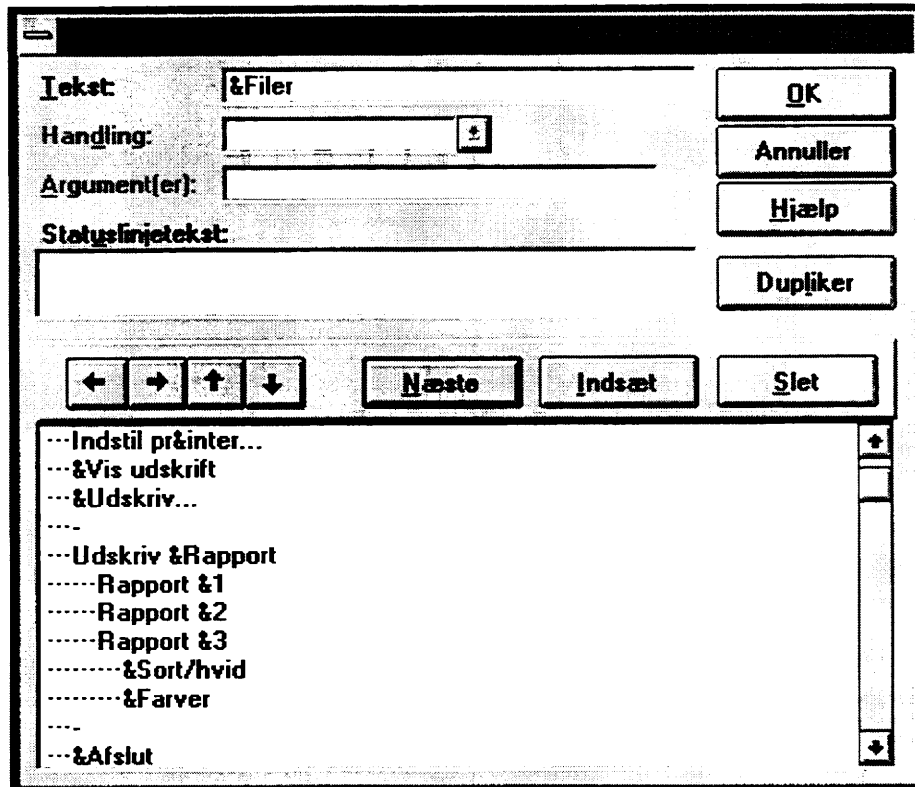 Tekst: &Filer
OK
Handling:
Annuller
Argument(er):
Hjælp
Statuslinjetekst:
Dupliker
Næste Indsæt Slet
---Indstil pr&inter...
---&Vis udskrift
---&Udskriv...
----
---Udskriv &Rapport
------Rapport &1
------Rapport &2
------Rapport &3
---------&Sort/hvid
---------&Farver
----
---&Afslut